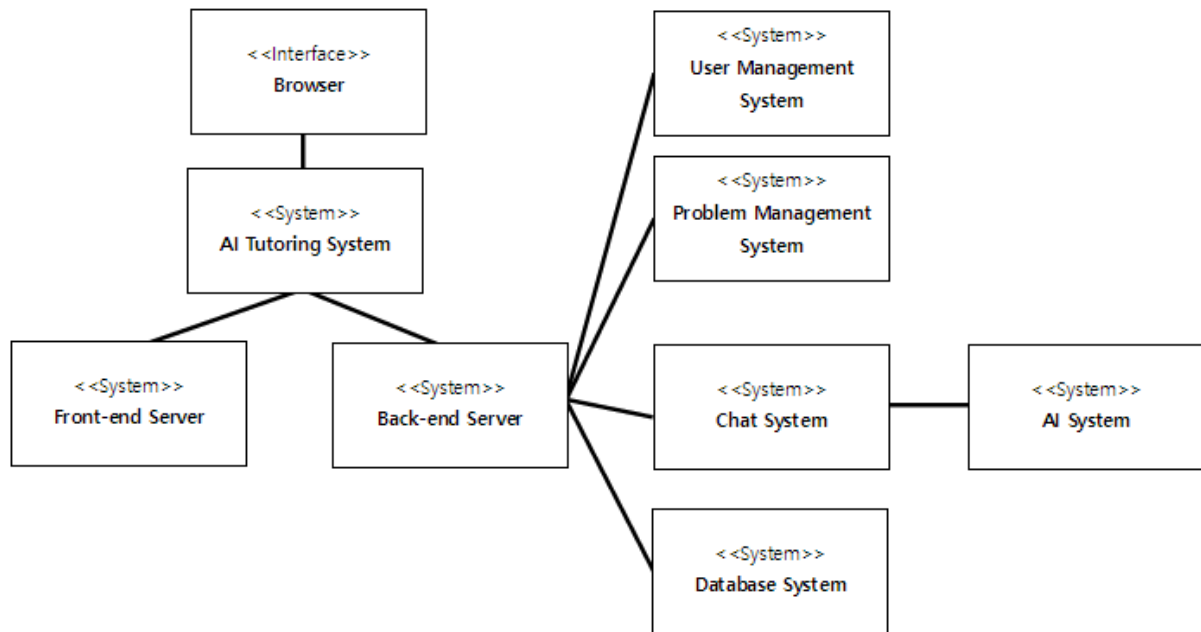 <<Interface>>
Browser
<<System>>
AI Tutoring System
<<System>>
Front-end Server
<<System>>
Back-end Server
<<System>>
User Management
System
<<System>>
Problem Management
System
<<System>>
Chat System
<<System>>
AI System
<<System>>
Database System